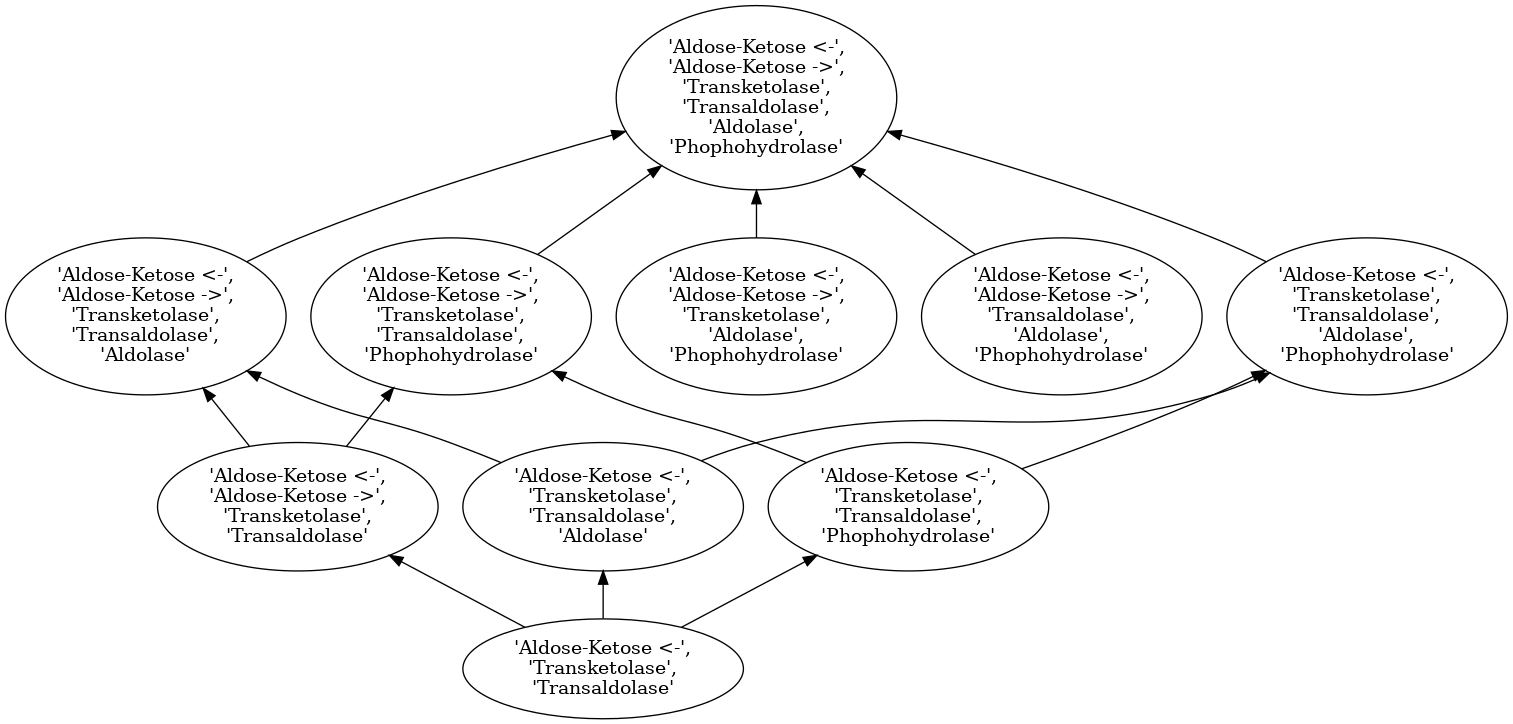 'Aldose-Ketose <-',
'Aldose-Ketose ->',
'Transketolase',
'Transaldolase',
'Aldolase',
'Phophohydrolase'
'Aldose-Ketose <-',
'Aldose-Ketose ->',
'Transketolase',
'Transaldolase',
'Aldolase'
'Aldose-Ketose <-',
'Aldose-Ketose ->',
'Transketolase',
'Transaldolase',
'Phophohydrolase'
'Aldose-Ketose <-',
'Aldose-Ketose ->',
'Transketolase',
'Aldolase',
'Phophohydrolase'
'Aldose-Ketose <-',
'Aldose-Ketose ->',
'Transaldolase',
'Aldolase',
'Phophohydrolase'
'Aldose-Ketose <-',
'Transketolase',
'Transaldolase',
'Aldolase',
'Phophohydrolase'
'Aldose-Ketose <-',
'Aldose-Ketose ->',
'Transketolase',
'Transaldolase'
'Aldose-Ketose <-',
'Transketolase',
'Transaldolase',
'Aldolase'
'Aldose-Ketose <-',
'Transketolase',
'Transaldolase',
'Phophohydrolase'
'Aldose-Ketose <-',
'Transketolase',
'Transaldolase'